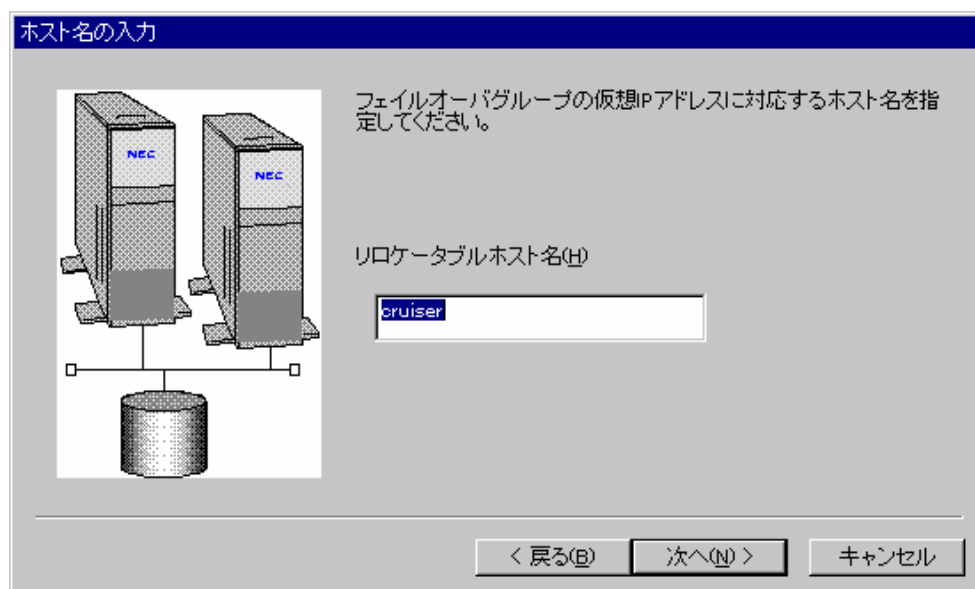 ホスト名の入力
NEC
NEC
フェイルオーバグループの仮想IPアドレスに対応するホスト名を指
定してください。
リロケータブルホスト名(H)
cruiser
< 戻る(B)
次へ(N) >
キャンセル